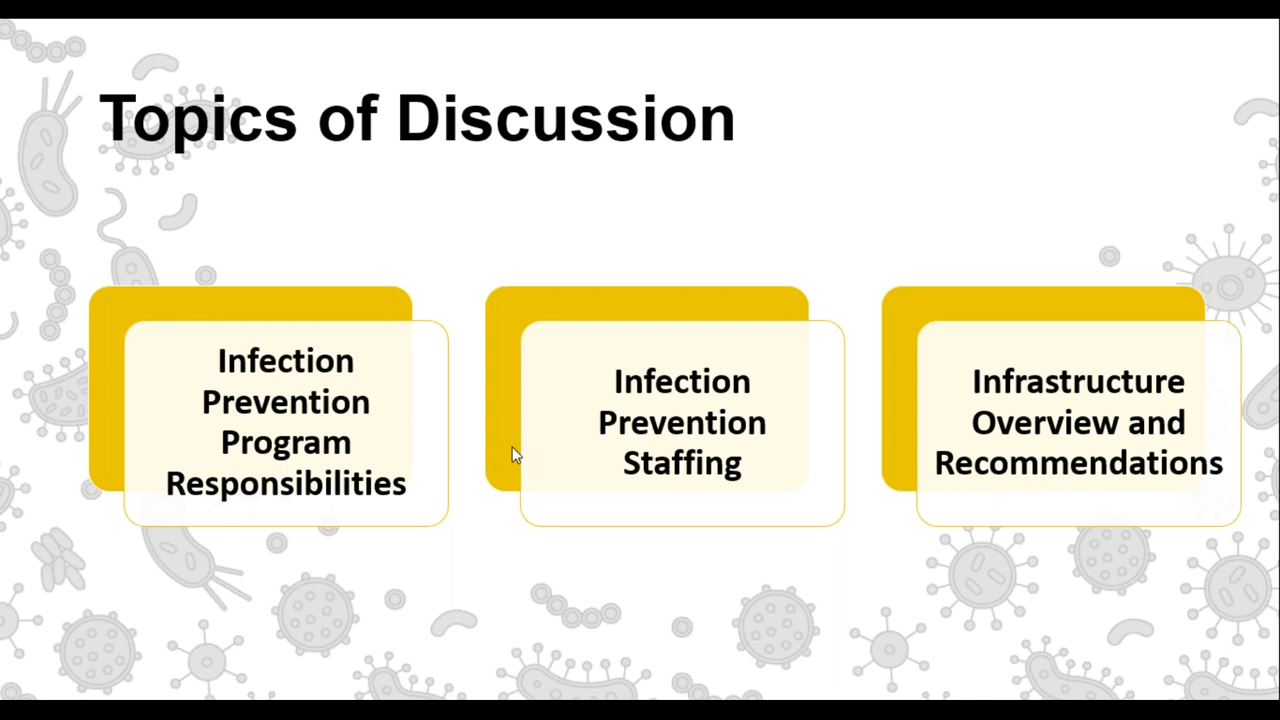 Topics of Discussion
Infection
Prevention
Program
Responsibilities
Infection
Prevention
Staffing
Infrastructure
Overview and
Recommendations